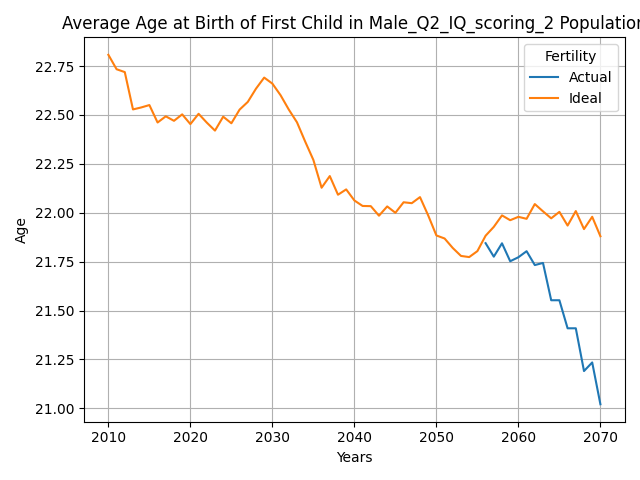 Average Age at Birth of First Child in Male_Q2_IQ_scoring_2 Population
Fertility
Actual
Ideal
22.75
22.50
22.25
22.00
21.75
21.50
21.25
21.00
Age
2010 2020 2030 2040 2050 2060 2070
Years